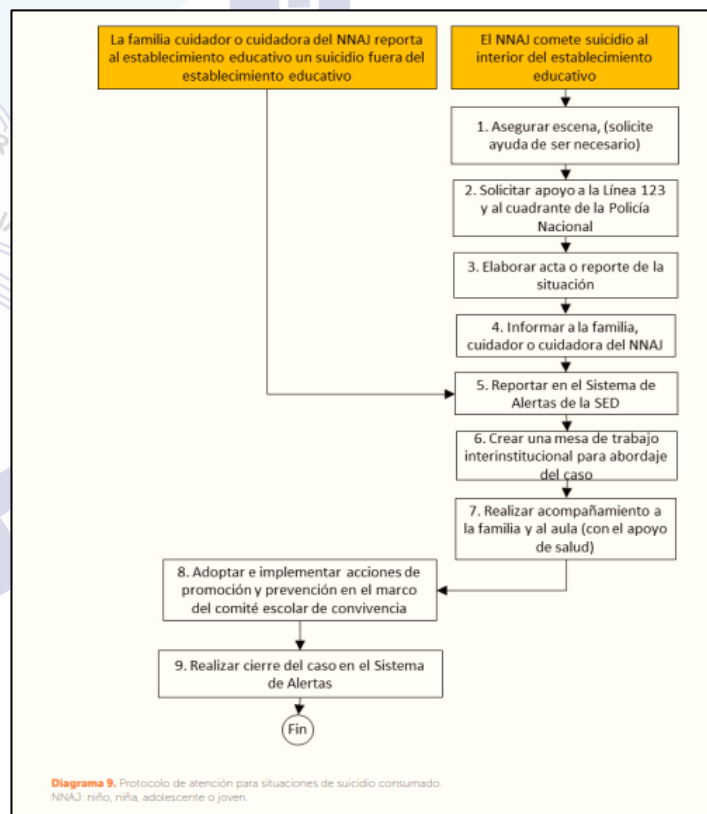 La familia cuidador o cuidadora del NNAJ reporta
al establecimiento educativo un suicidio fuera del
establecimiento educativo
El NNAJ comete suicidio al
interior del establecimiento
educativo
1. Asegurar escena, (solicite
ayuda de ser necesario)
2. Solicitar apoyo a la Línea 123
y al cuadrante de la Policía
Nacional
3. Elaborar acta o reporte de la
situación
4. Informar a la familia,
cuidador o cuidadora del NNAJ
5. Reportar en el Sistema de
Alertas de la SED
6. Crear una mesa de trabajo
interinstitucional para abordaje
del caso
7. Realizar acompañamiento a
la familia y al aula (con el apoyo
de salud)
8. Adoptar e implementar acciones de
promoción y prevención en el marco
del comité escolar de convivencia
9. Realizar cierre del caso en el Sistema
de Alertas
Fin
Diagrama 9. Protocolo de atención para situaciones de suicidio consumado.
NNAJ: niño, niña, adolescente o joven.